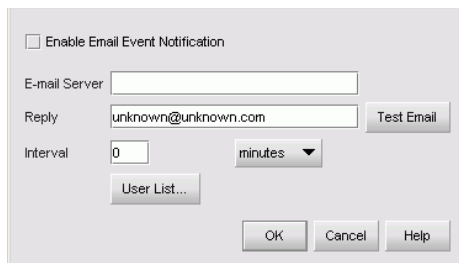 Enable Email Event Notification
E-mail Server
Reply unknown@unknown.com Test Email
Interval 0 minutes
User List...
OK Cancel Help